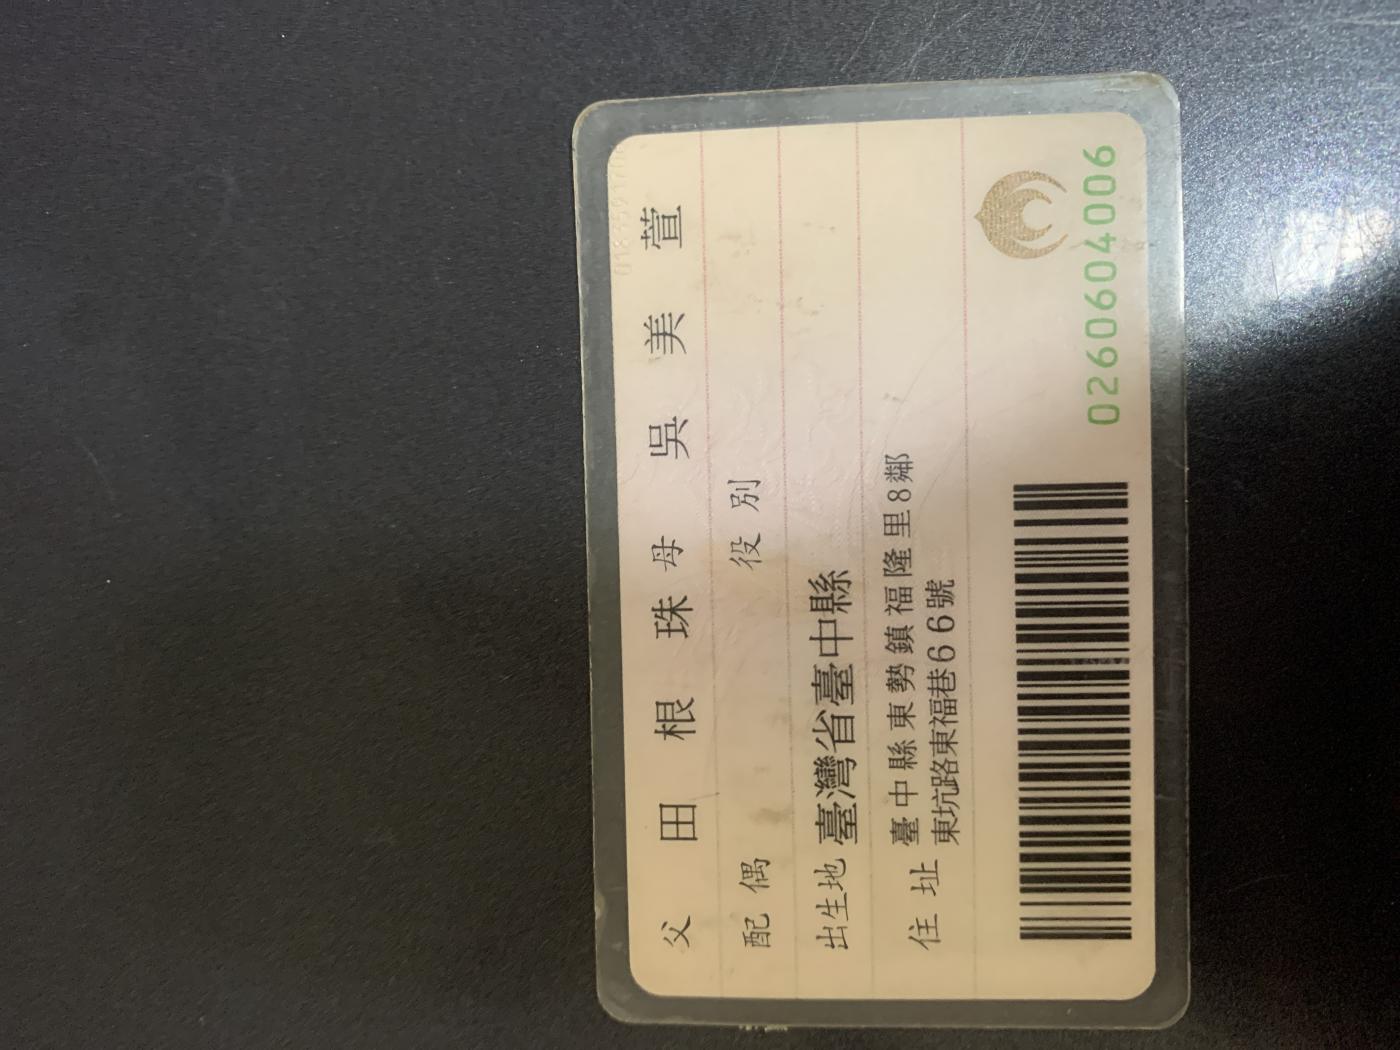 父 田根珠 母 吳美萱
配偶 役別
出生地 臺灣省臺中縣
住址 臺中縣東勢鎮福隆里8鄰
東坑路東福巷66號
0260604006